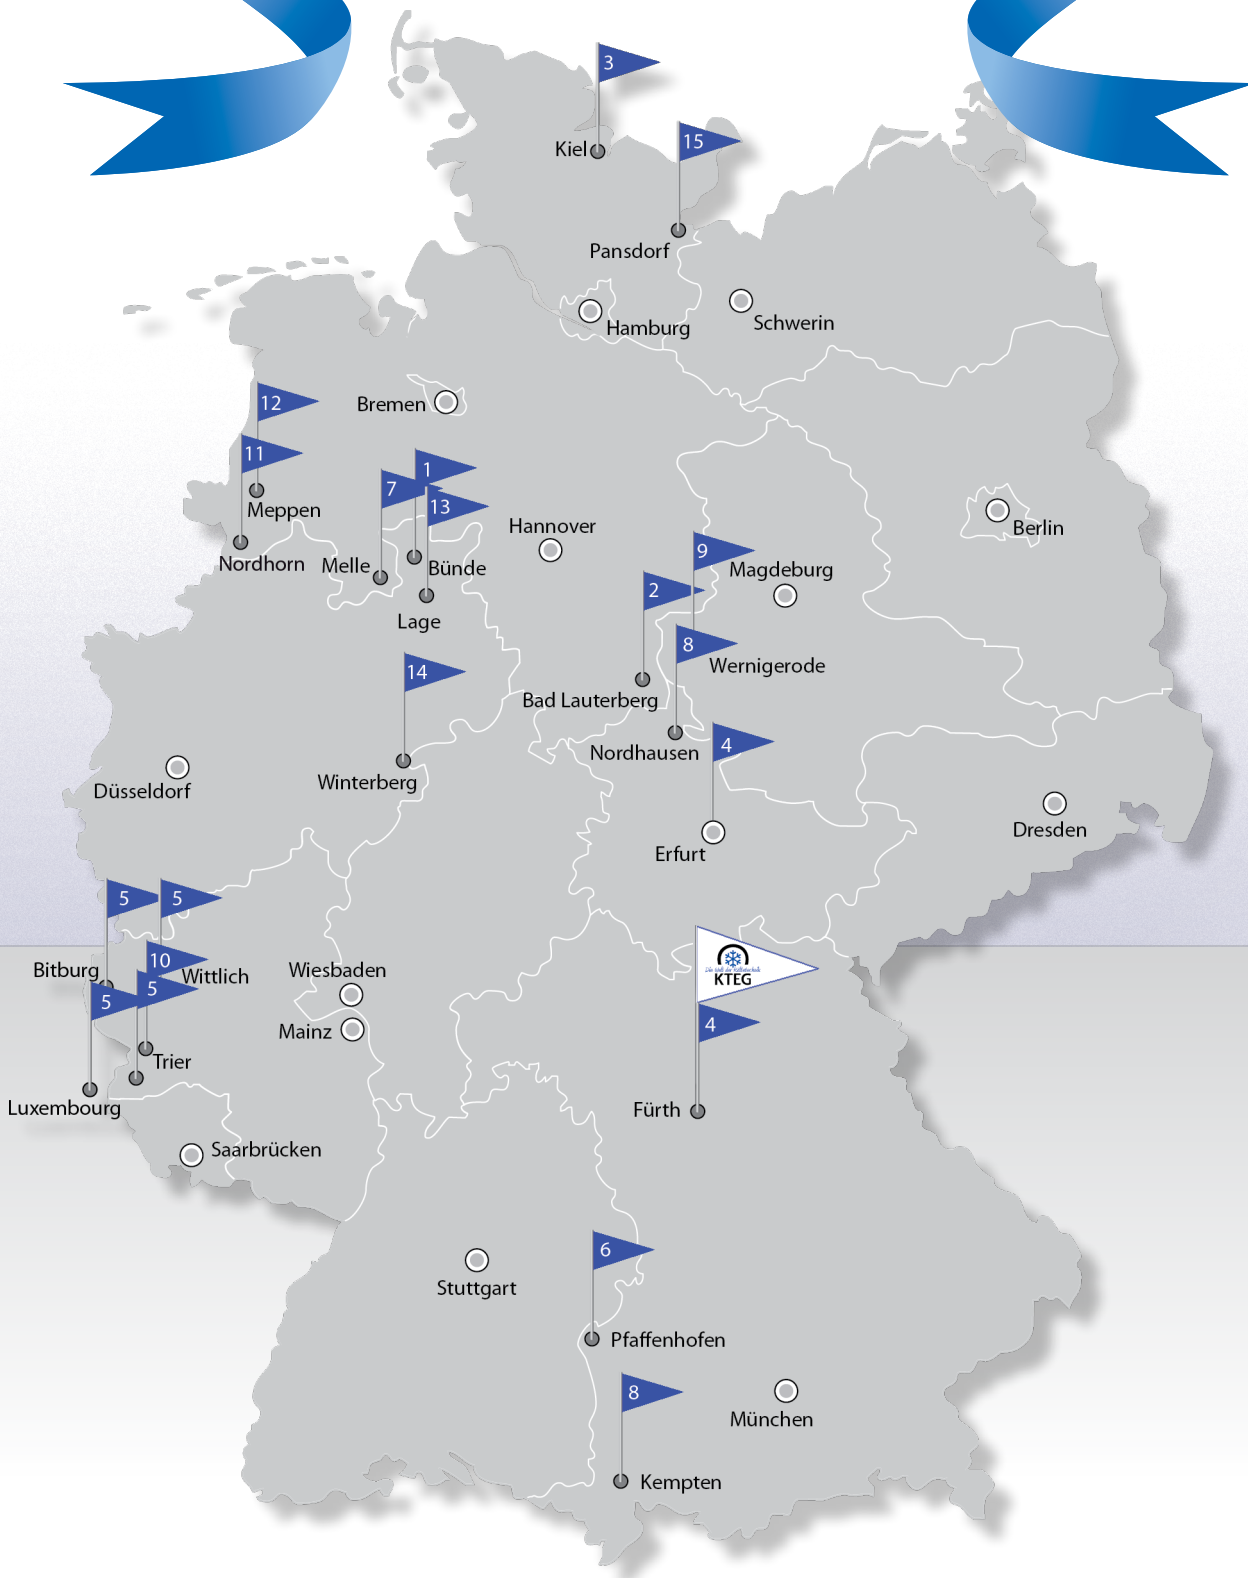 3
Kiel
15
Pansdorf
Hamburg
Schwerin
12
Bremen
11
Meppen
1
7
13
Nordhorn
Melle
Bünde
Hannover
Berlin
9
Magdeburg
2
Lage
8
Wernigerode
14
Bad Lauterberg
Nordhausen
4
Winterberg
Düsseldorf
Dresden
Erfurt
5
5
10
Bitburg
Wittlich
Wiesbaden
KTEG
5
5
Mainz
4
Trier
Luxembourg
Fürth
Saarbrücken
6
Stuttgart
Pfaffenhofen
8
München
Kempten